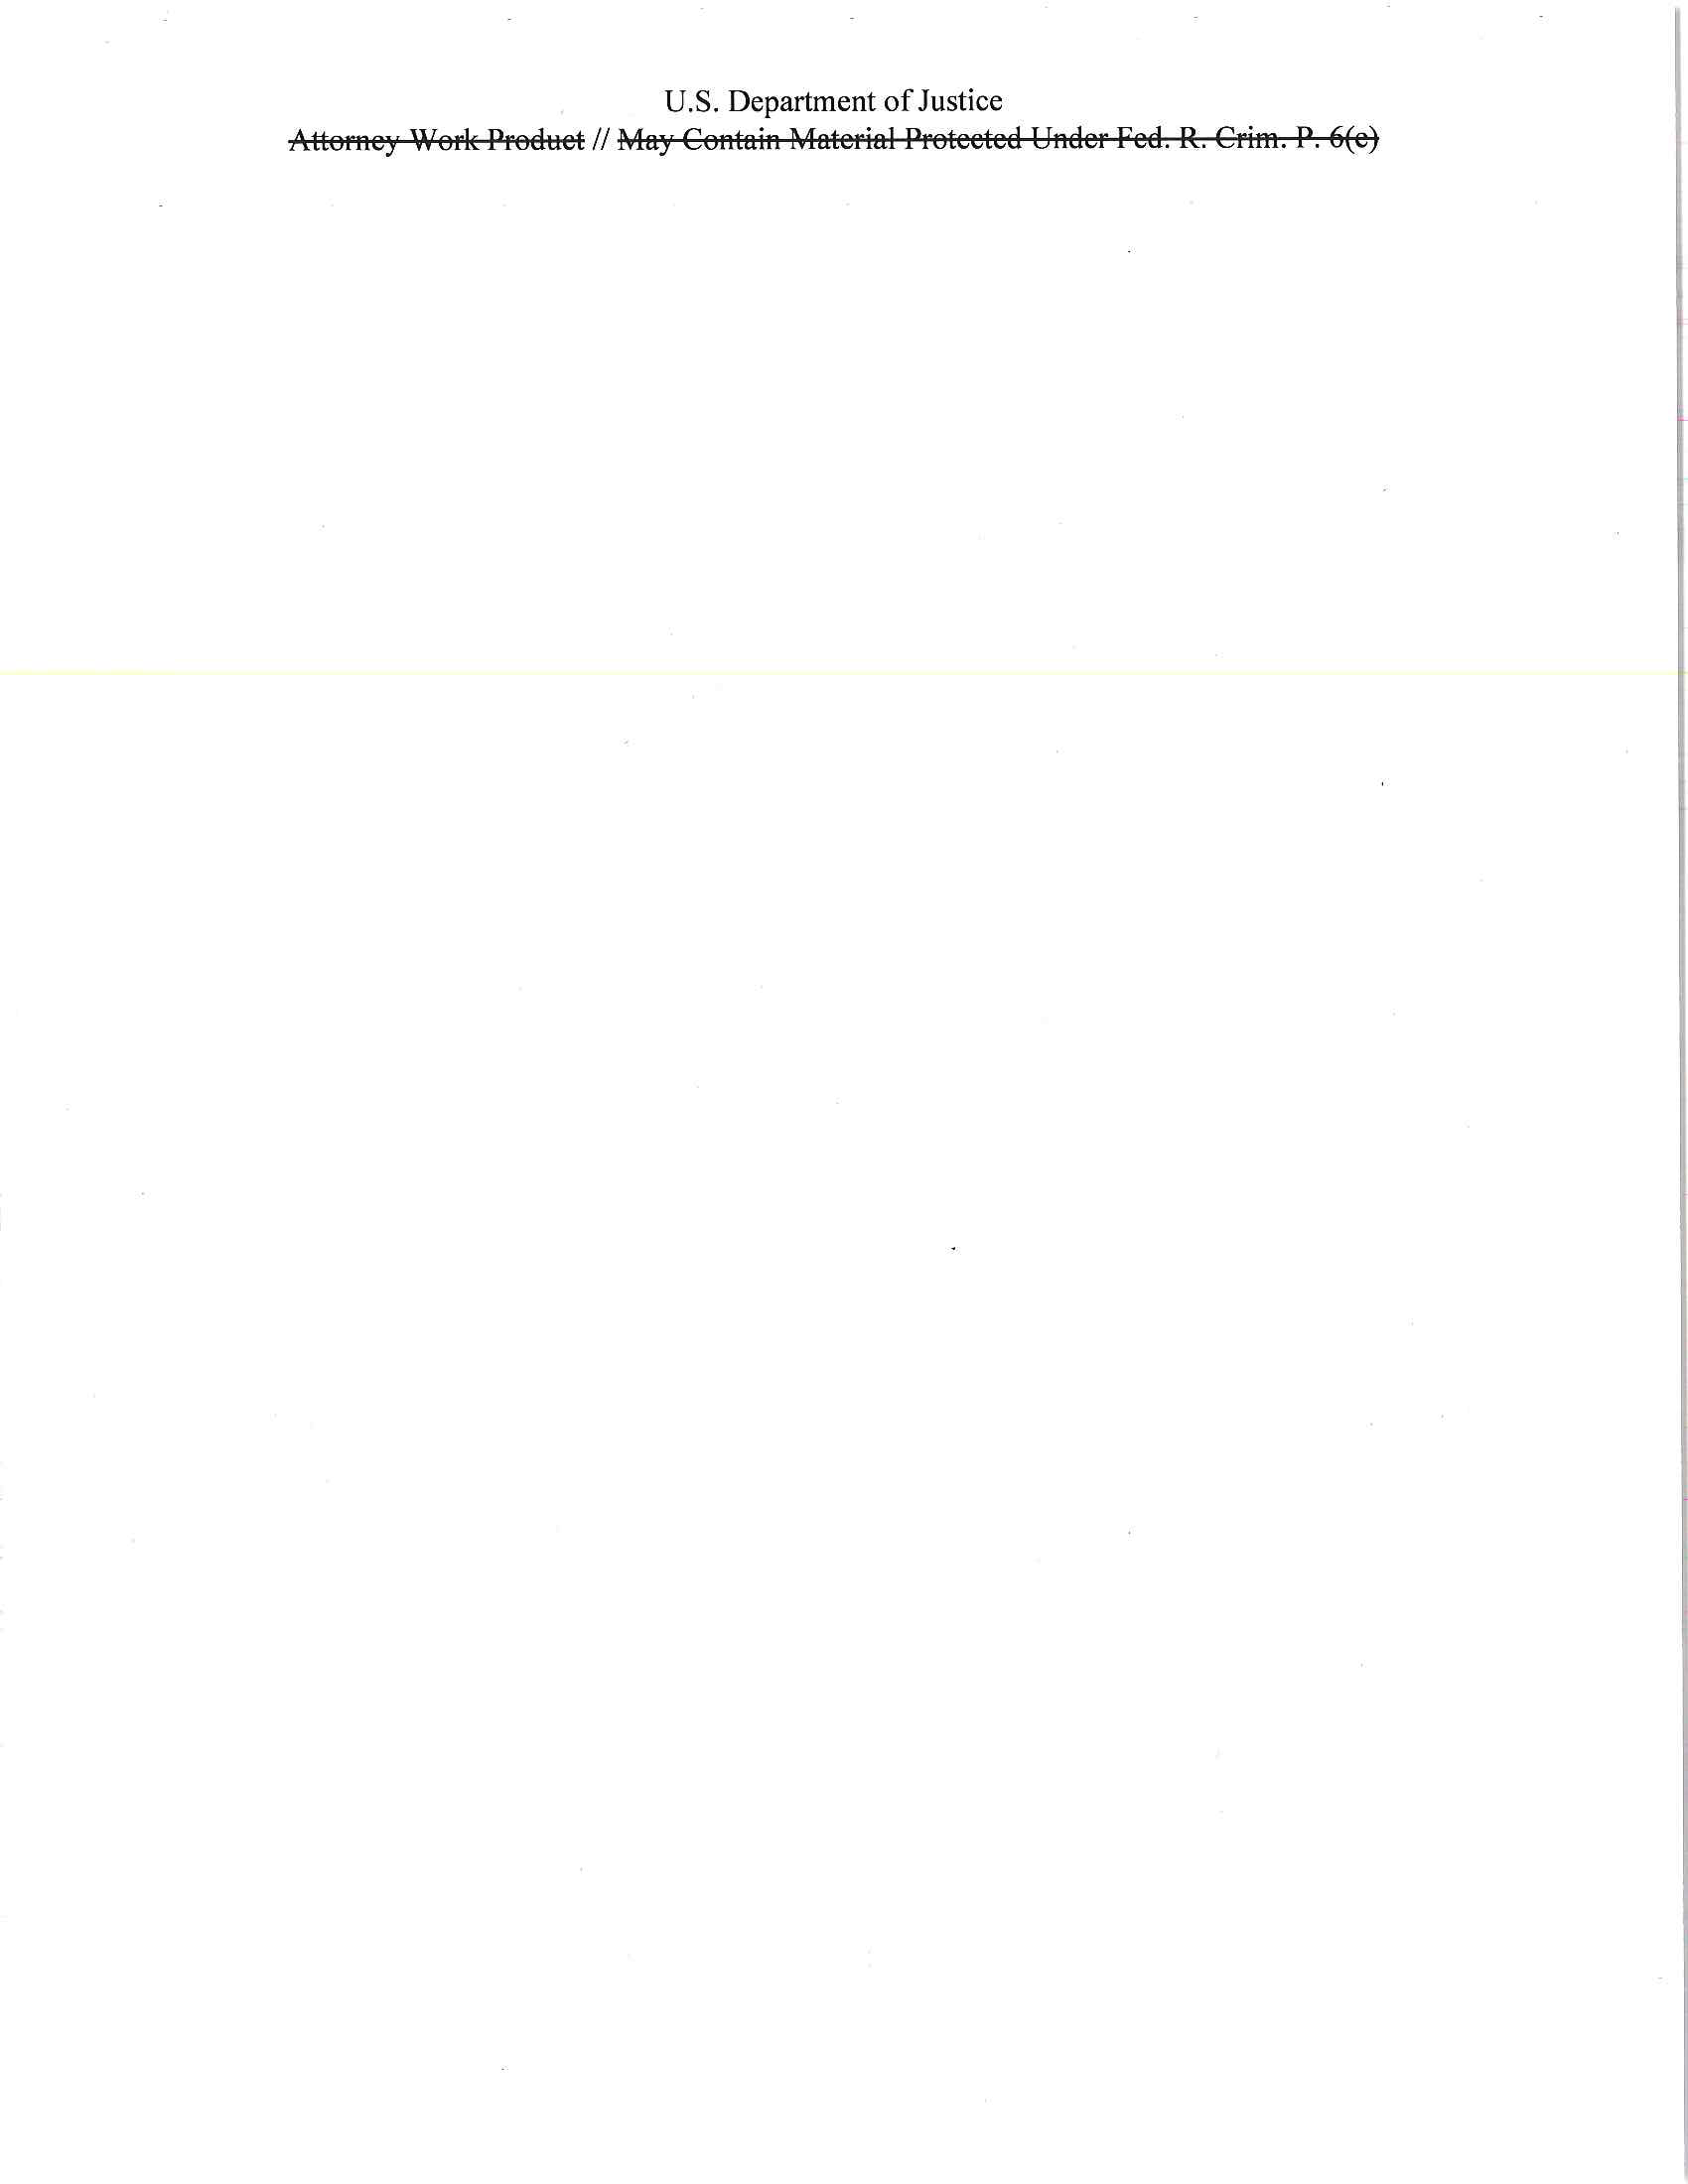 U.S. Department of Justice
Attorney Work Product // May Contain Material Protected Under Fed. R. Crim. P. 6(e)